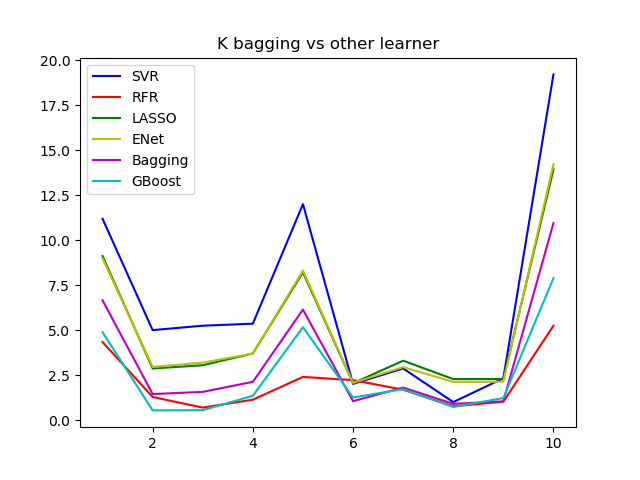 K bagging vs other learner
20.0
17.5
15.0
12.5
10.0
7.5
5.0
2.5
0.0
SVR
RFR
LASSO
ENet
Bagging
GBoost
2 4 6 8 10